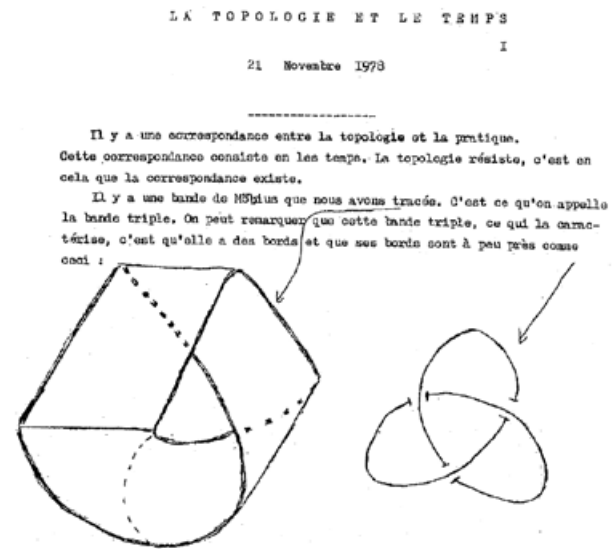 LA TOPOLOGIE ET LE TEMPS
I
21 Novembre 1978
Il y a une correspondance entre la topologie et la pratique.
Cette correspondance consiste en les temps. La topologie résiste, c'est en
cela que la correspondance existe.
Il y a une bande de Möbius que nous avons tracée. C'est ce qu'on appelle
la bande triple. On peut remarquer que cette bande triple, ce qui la carac-
térise, c'est qu'elle a des bords et que ses bords sont à peu près comme
ceci :